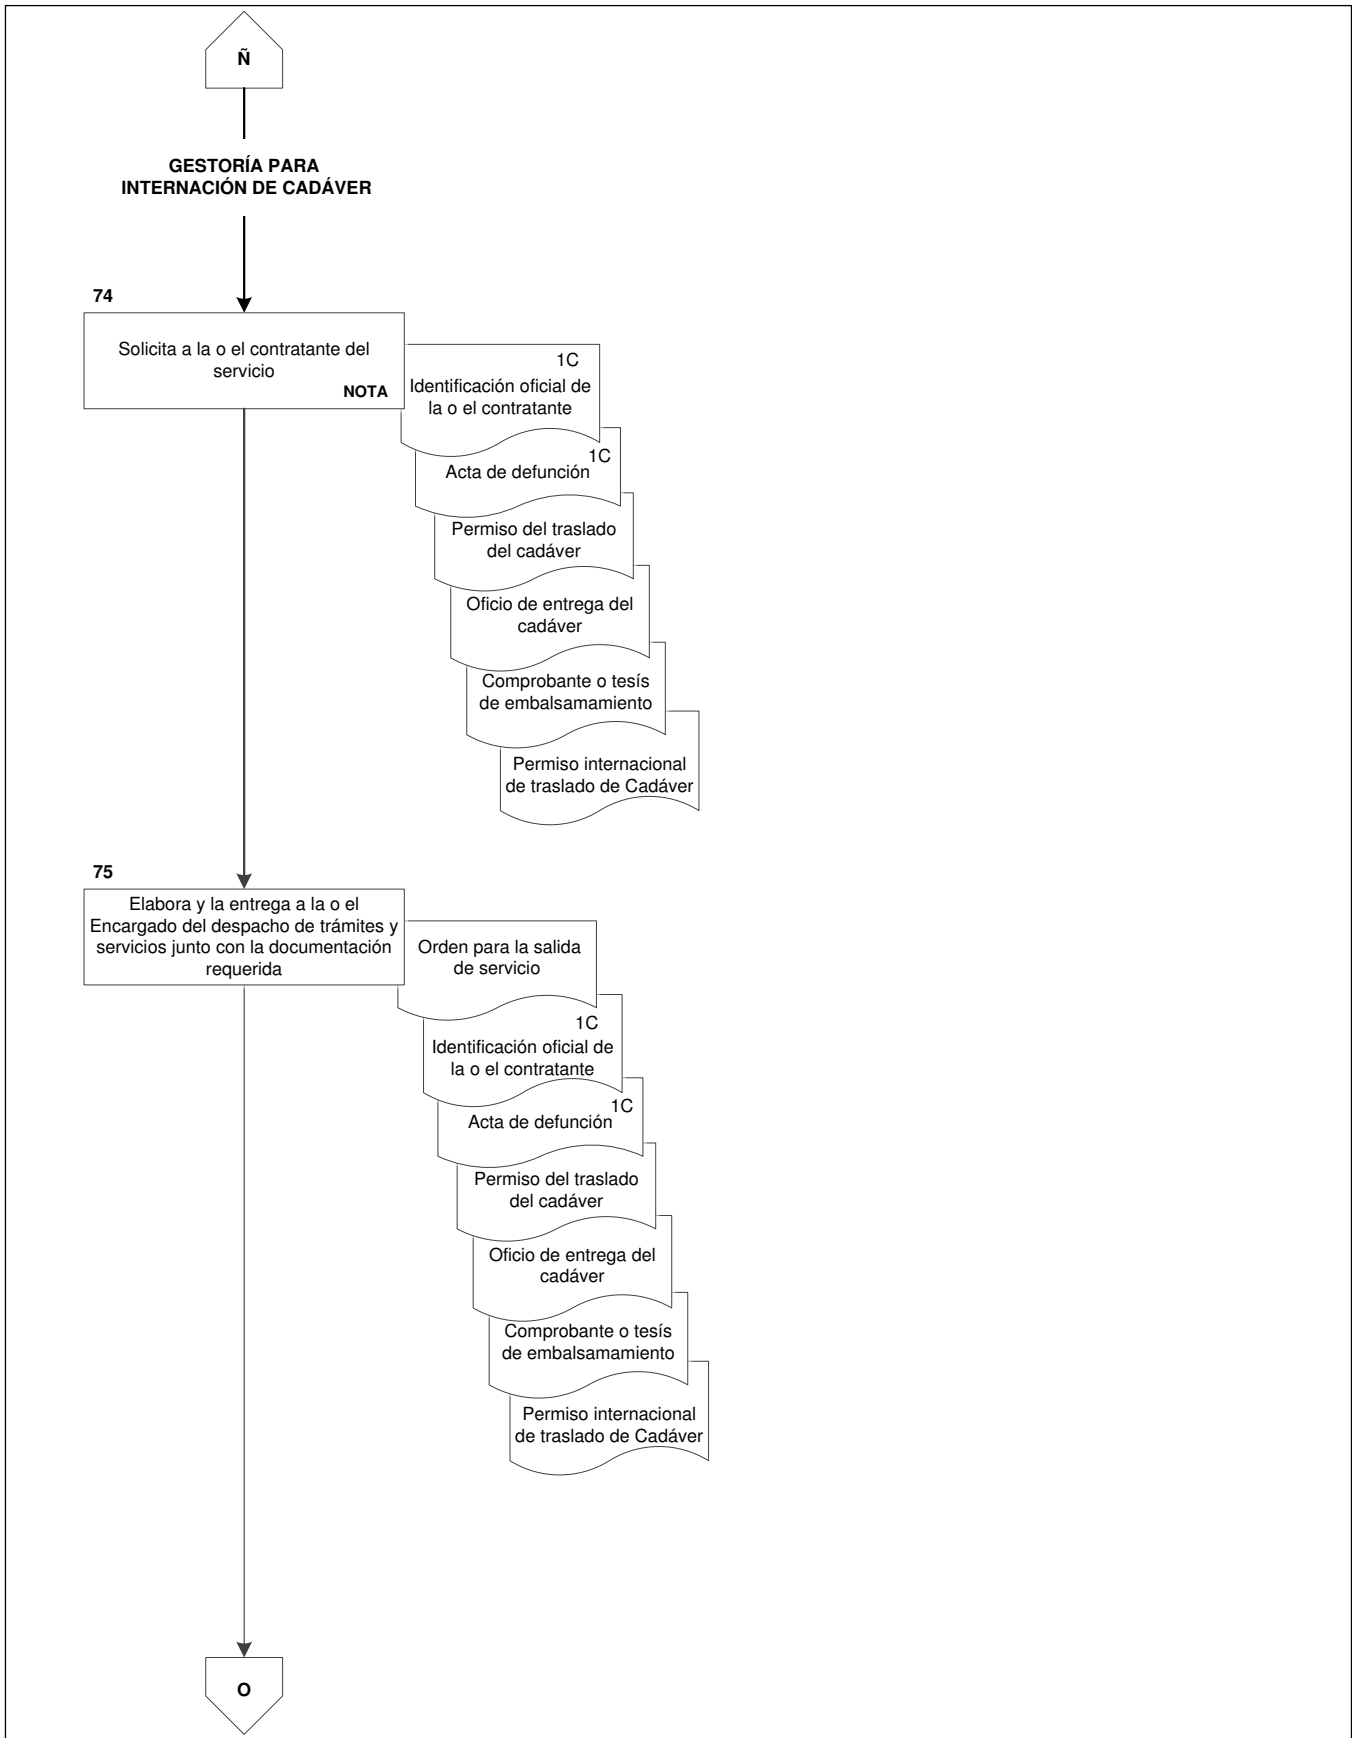 Ñ
GESTORÍA PARA
INTERNACIÓN DE CADÁVER
74
Solicita a la o el contratante del
servicio
NOTA
1C
Identificación oficial de
la o el contratante
1C
Acta de defunción
Permiso del traslado
del cadáver
Oficio de entrega del
cadáver
Comprobante o tesís
de embalsamamiento
Permiso internacional
de traslado de Cadáver
75
Elabora y la entrega a la o el
Encargado del despacho de trámites y
servicios junto con la documentación
requerida
Orden para la salida
de servicio
1C
Identificación oficial de
la o el contratante
1C
Acta de defunción
Permiso del traslado
del cadáver
Oficio de entrega del
cadáver
Comprobante o tesís
de embalsamamiento
Permiso internacional
de traslado de Cadáver
O